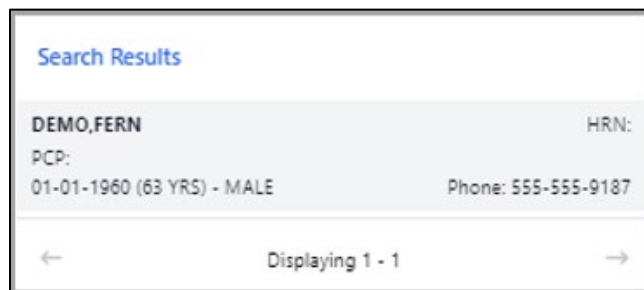 Search Results
DEMO,FERN HRN:
PCP:
01-01-1960 (63 YRS) - MALE Phone: 555-555-9187
← Displaying 1 - 1 →